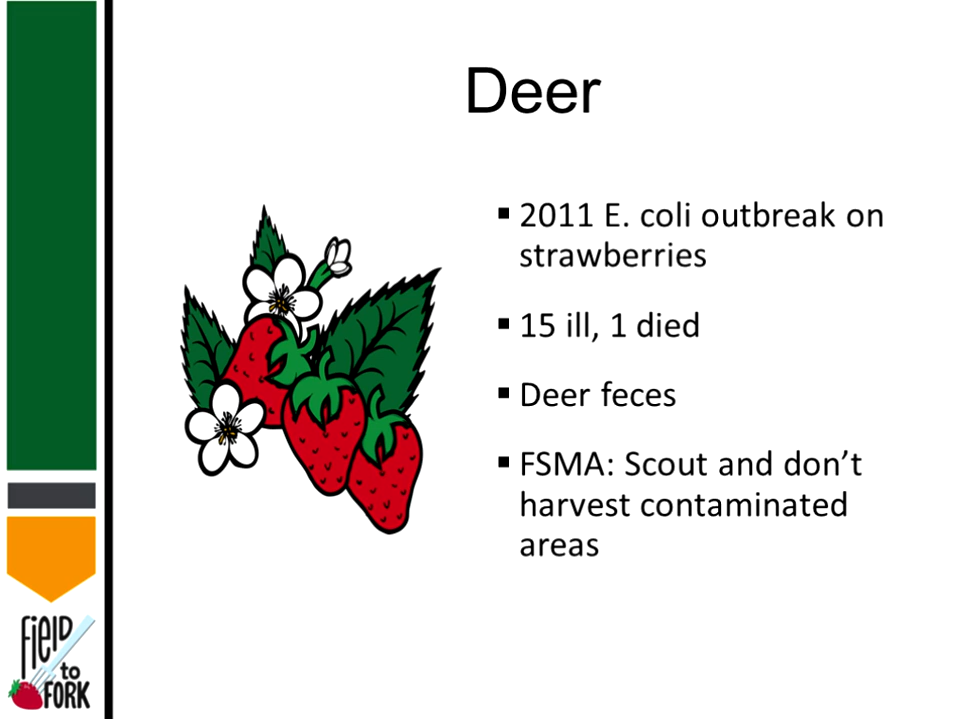 Deer
▪ 2011 E. coli outbreak on
strawberries
▪ 15 ill, 1 died
▪ Deer feces
▪ FSMA: Scout and don’t
harvest contaminated
areas
FiELD
to
FORK